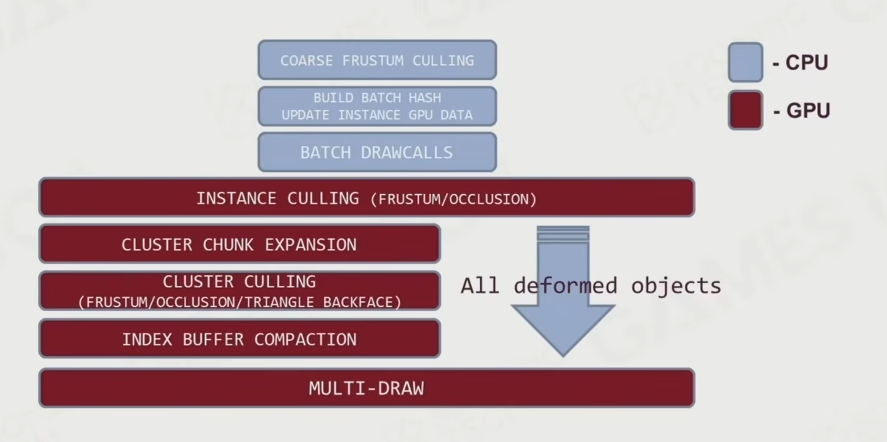 COARSE FRUSTUM CULLING
BUILD BATCH HASH
UPDATE INSTANCE GPU DATA
BATCH DRAWCALLS
- CPU
- GPU
INSTANCE CULLING (FRUSTUM/OCCLUSION)
CLUSTER CHUNK EXPANSION
CLUSTER CULLING
(FRUSTUM/OCCLUSION/TRIANGLE BACKFACE)
INDEX BUFFER COMPACTION
All deformed objects
MULTI-DRAW